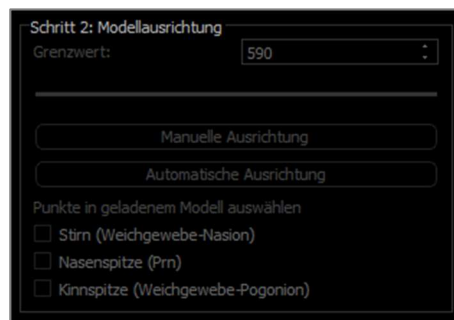 Schritt 2: Modellausrichtung
Grenzwert: 590
Manuelle Ausrichtung
Automatische Ausrichtung
Punkte in geladenem Modell auswählen
Stirn (Weichgewebe-Nasion)
Nasenspitze (Prn)
Kinnspitze (Weichgewebe-Pogonion)